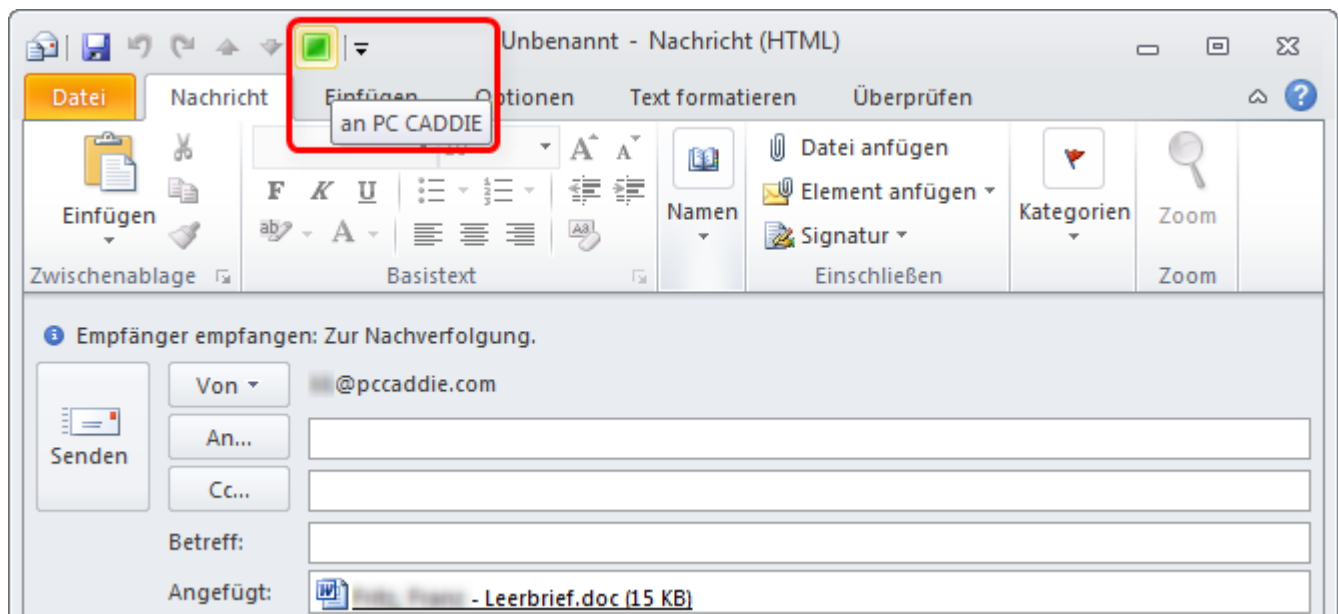 Unbenannt - Nachricht (HTML)
Datei Nachricht Einfügen Optionen Text formatieren Überprüfen
an PC CADDIE
A A
Datei anfügen
F K U
Element anfügen
Einfügen
Namen
Kategorien
Zoom
ab A Aa
Signatur
Zwischenablage Basistext Einschließen Zoom
Empfänger empfangen: Zur Nachverfolgung.
Von @pccaddie.com
An...
Senden
Cc...
Betreff:
Angefügt: - Leerbrief.doc (15 KB)